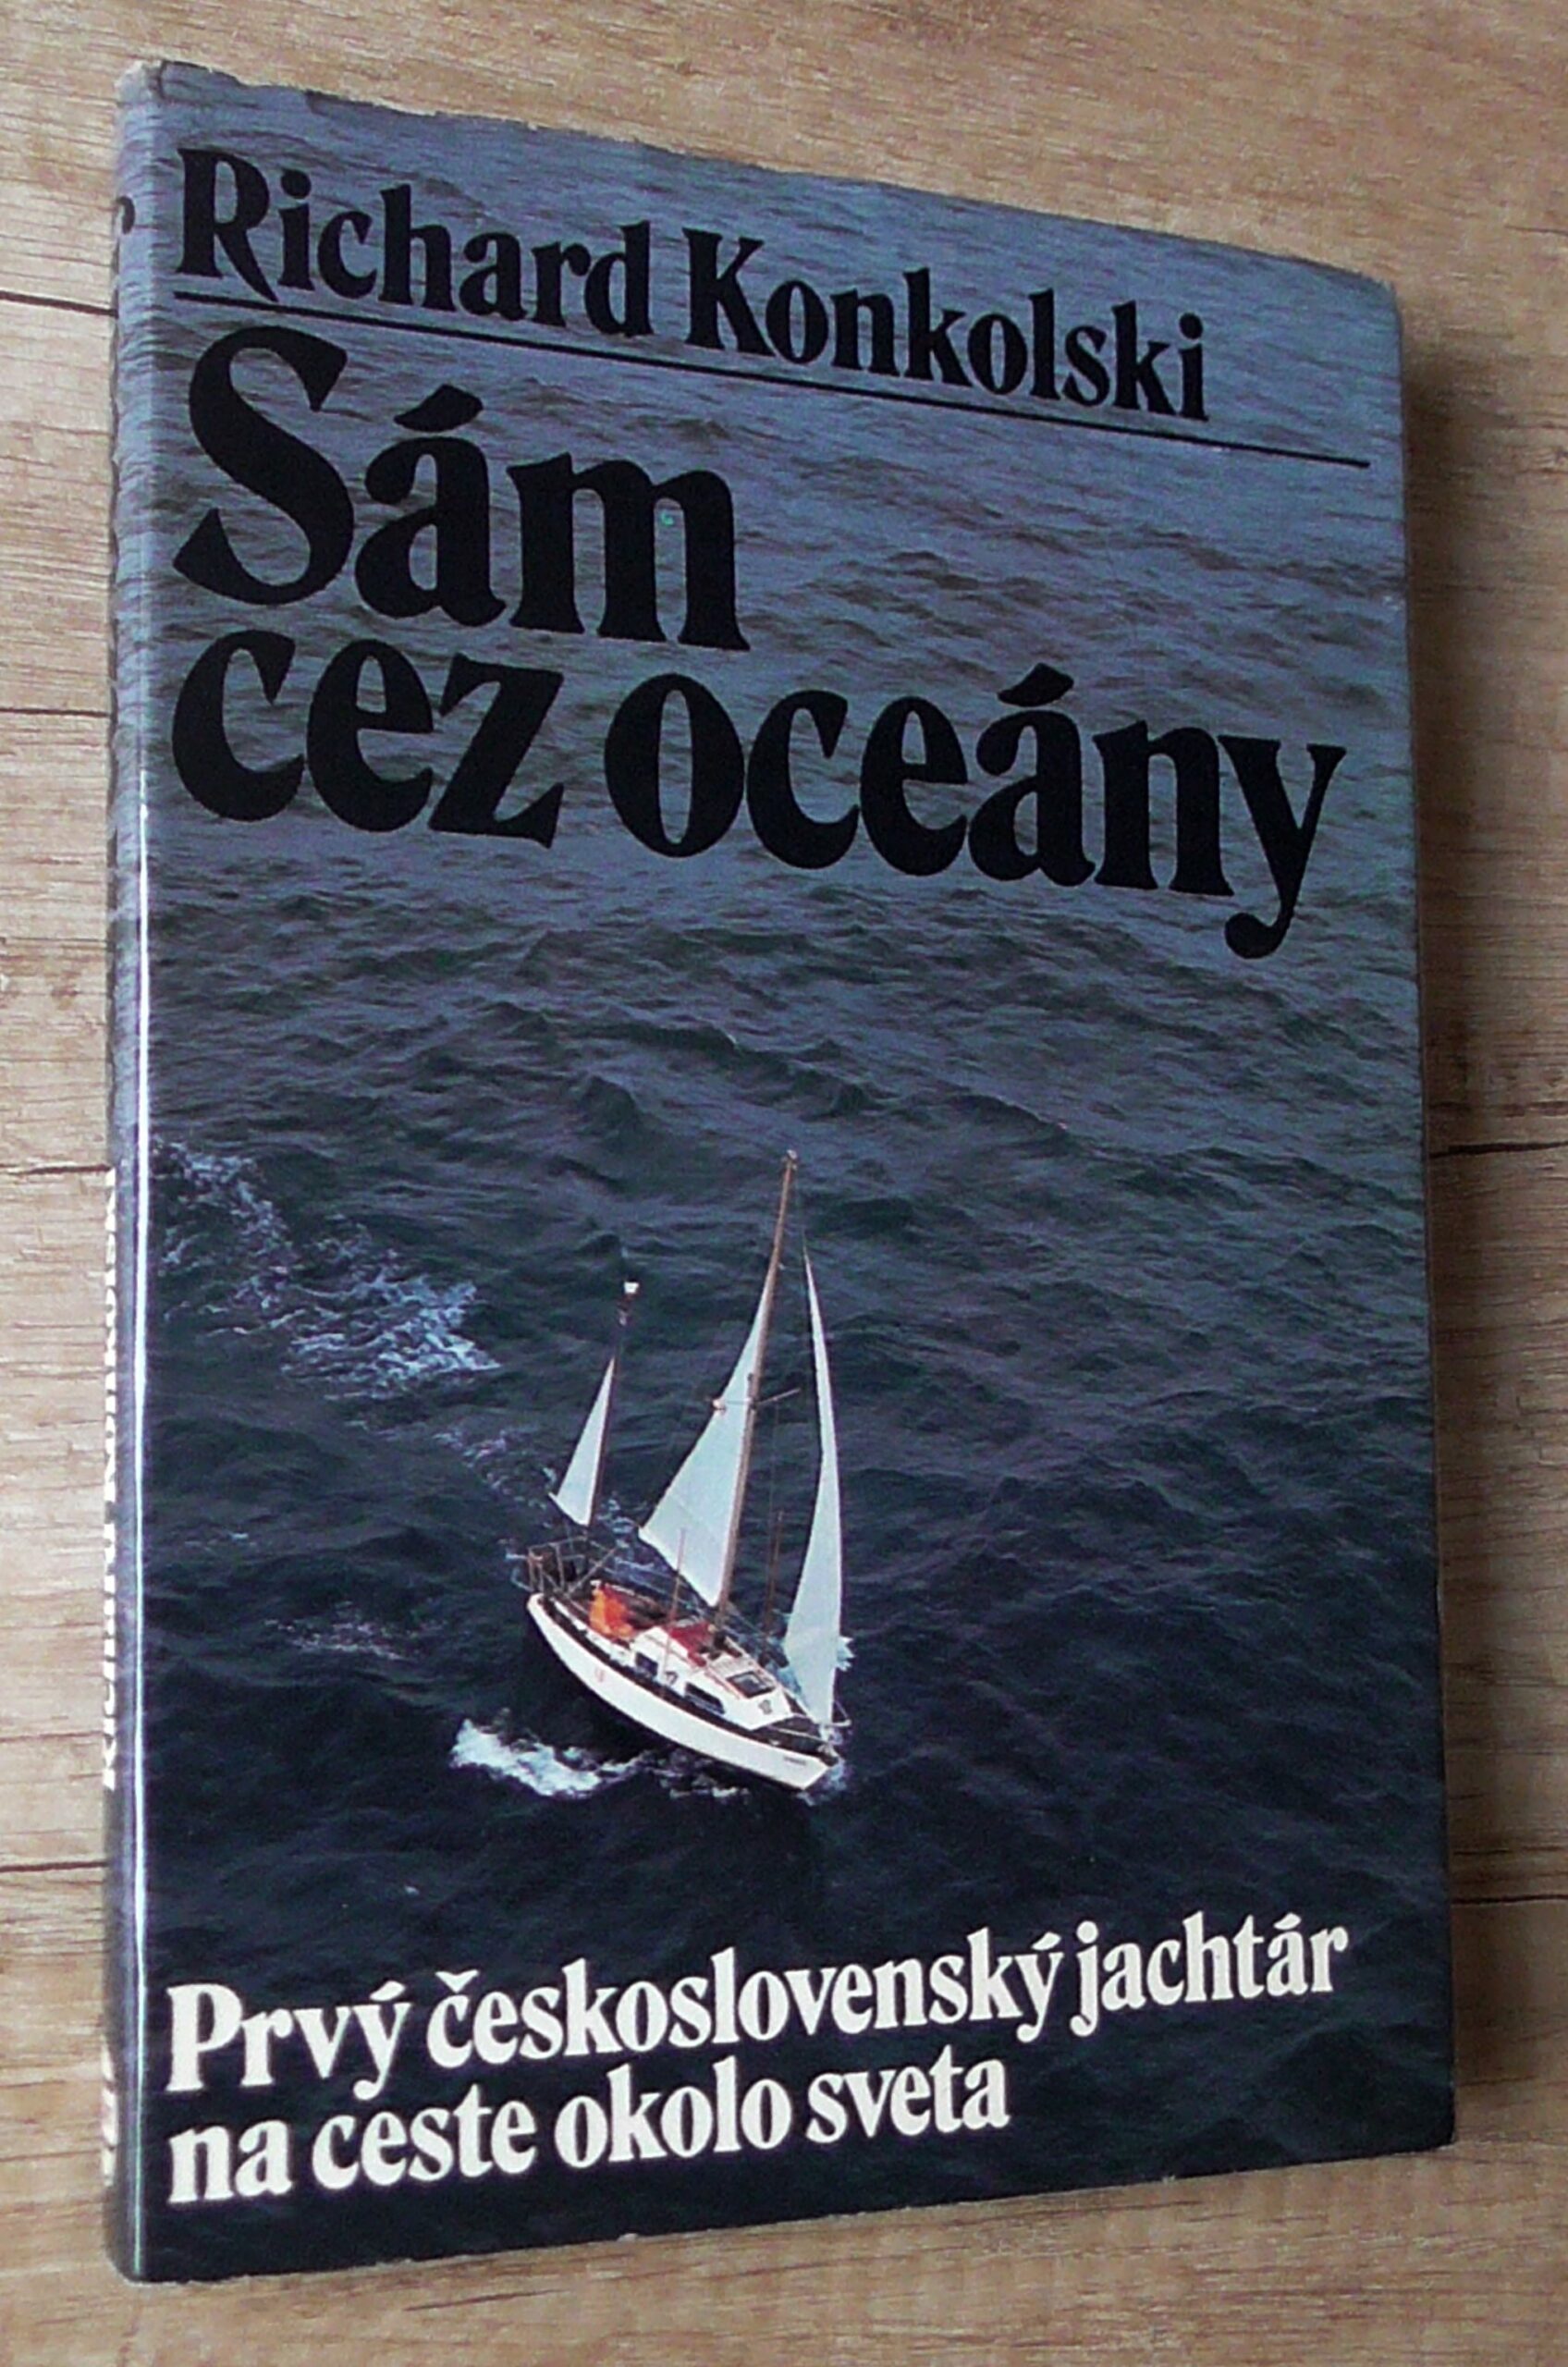 Richard Konkolski
Sám
cez oceány
Prvý československý jachtár
na ceste okolo sveta